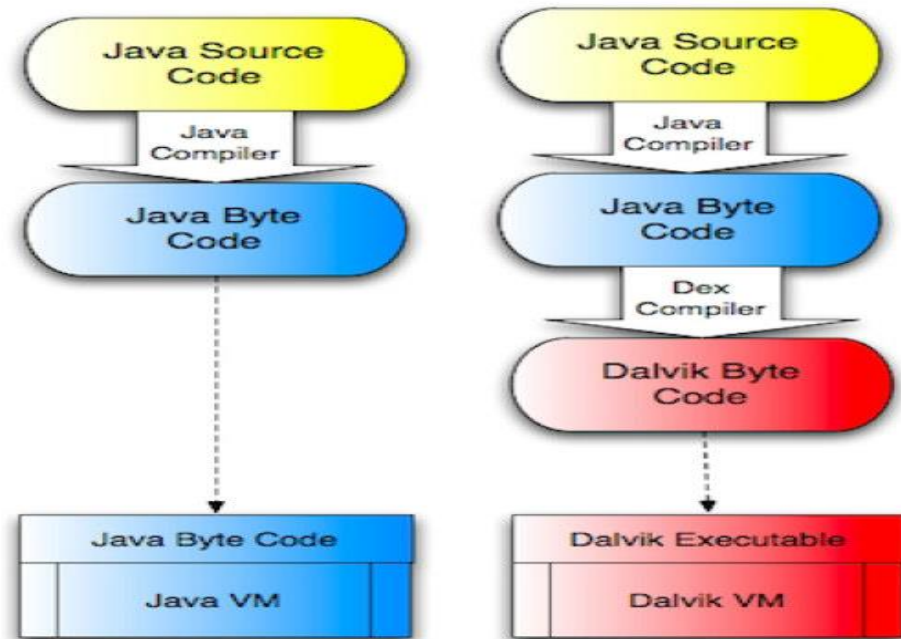 Java Source
Code
Java
Compiler
Java Byte
Code
Java Byte Code
Java VM
Java Source
Code
Java
Compiler
Java Byte
Code
Dex
Compiler
Dalvik Byte
Code
Dalvik Executable
Dalvik VM